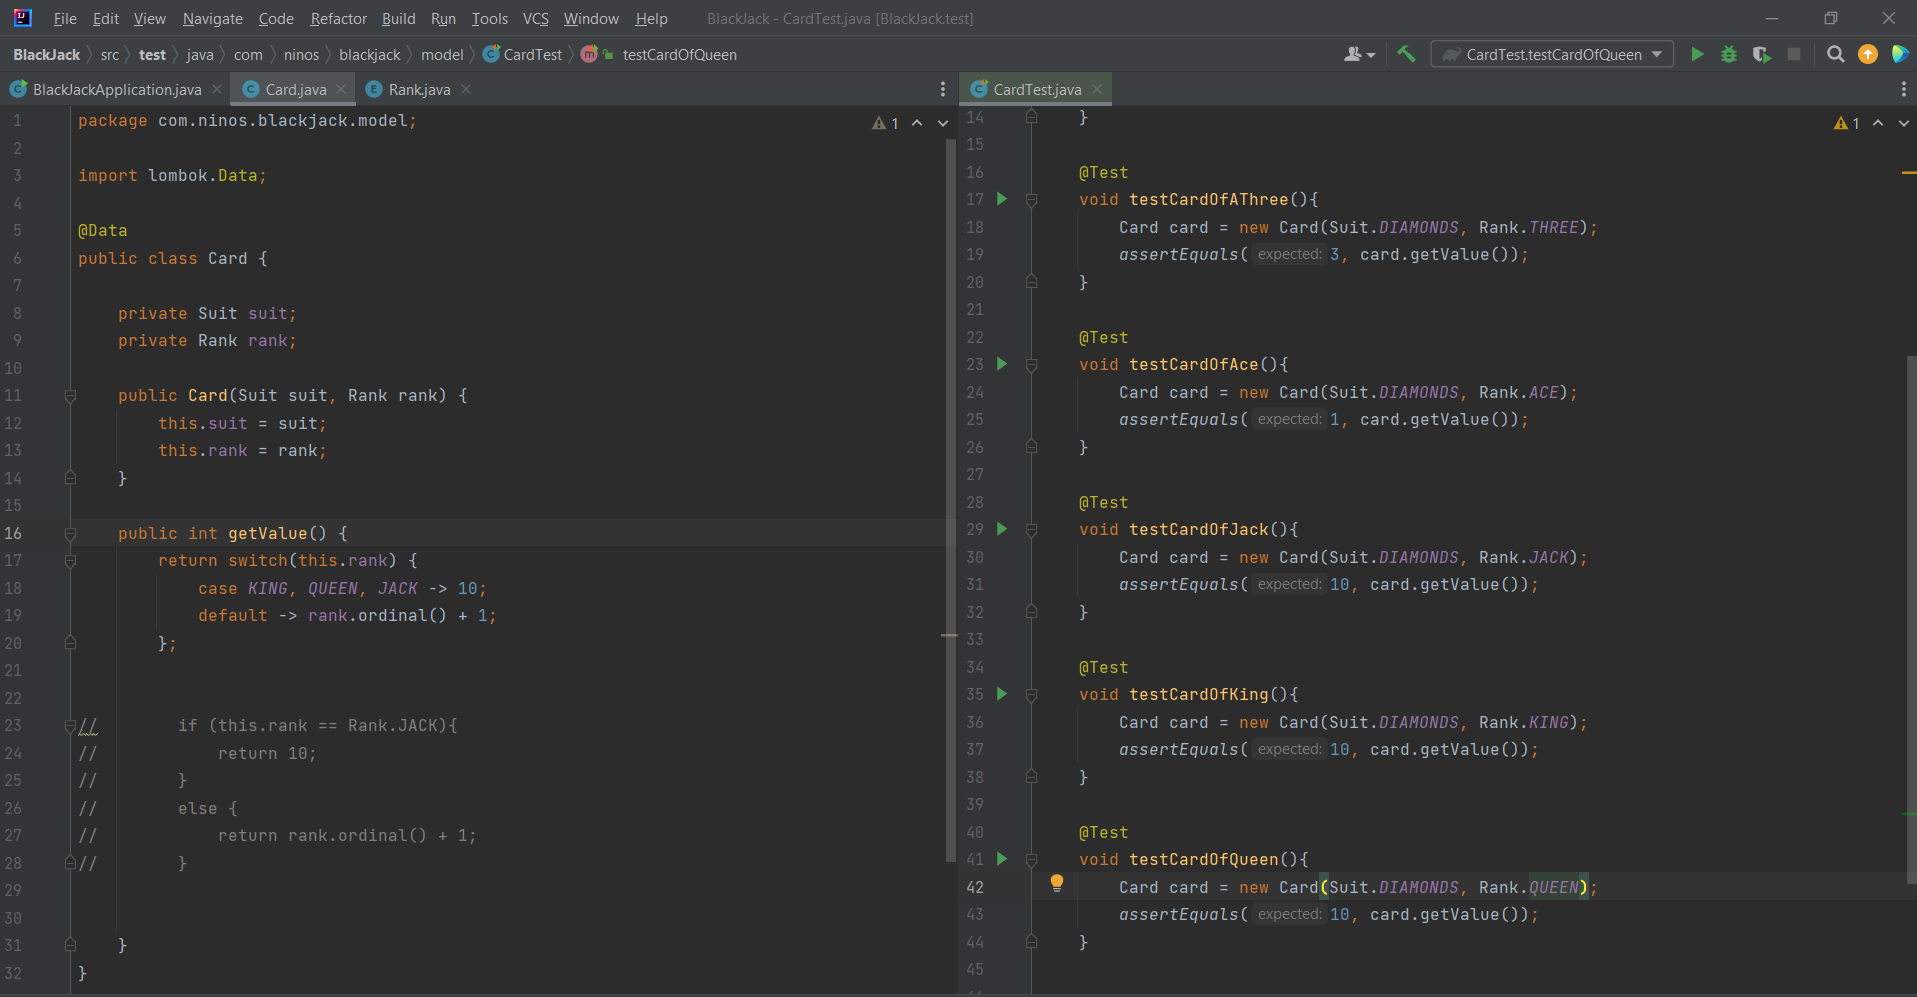 File Edit View Navigate Code Refactor Build Run Tools VCS Window Help BlackJack - CardTest.java [BlackJack.test]
BlackJack src test java com ninos blackjack model CardTest testCardOfQueen CardTest.testCardOfQueen
BlackJackApplication.java Card.java Rank.java
1 package com.ninos.blackjack.model;
1
2
3 import lombok.Data;
4
5 @Data
6 public class Card {
7
8 private Suit suit;
9 private Rank rank;
10
11 public Card(Suit suit, Rank rank) {
12 this.suit = suit;
13 this.rank = rank;
14 }
15
16 public int getValue() {
17 return switch(this.rank) {
18 case KING, QUEEN, JACK -> 10;
19 default -> rank.ordinal() + 1;
20 };
21
22
23 // if (this.rank == Rank.JACK){
24 // return 10;
25 // }
26 // else {
27 // return rank.ordinal() + 1;
28 // }
29
30
31 }
32 }
CardTest.java
14 }
1
15
16 @Test
17 void testCardOfAThree(){
18 Card card = new Card(Suit.DIAMONDS, Rank.THREE);
19 assertEquals( expected: 3, card.getValue());
20 }
21
22 @Test
23 void testCardOfAce(){
24 Card card = new Card(Suit.DIAMONDS, Rank.ACE);
25 assertEquals( expected: 1, card.getValue());
26 }
27
28 @Test
29 void testCardOfJack(){
30 Card card = new Card(Suit.DIAMONDS, Rank.JACK);
31 assertEquals( expected: 10, card.getValue());
32 }
33
34 @Test
35 void testCardOfKing(){
36 Card card = new Card(Suit.DIAMONDS, Rank.KING);
37 assertEquals( expected: 10, card.getValue());
38 }
39
40 @Test
41 void testCardOfQueen(){
42 Card card = new Card(Suit.DIAMONDS, Rank.QUEEN);
43 assertEquals( expected: 10, card.getValue());
44 }
45